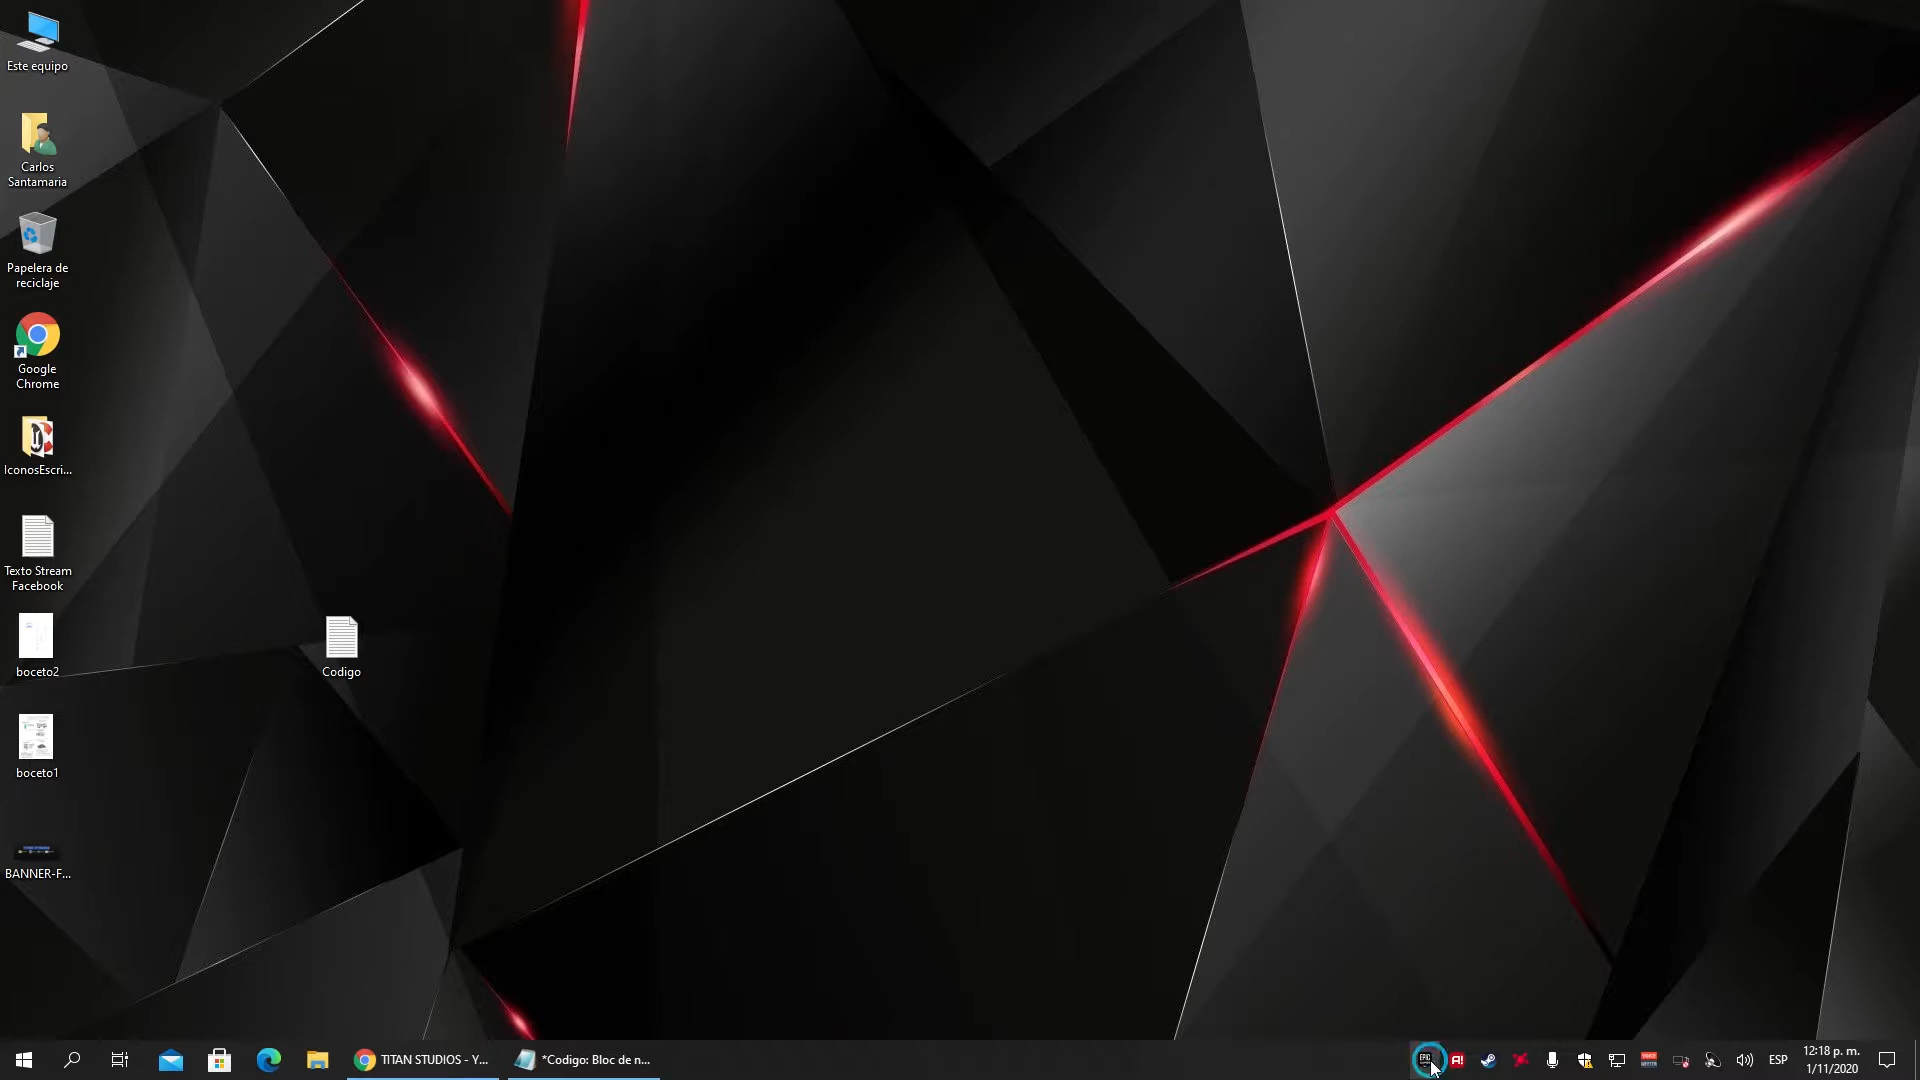 Este equipo
Carlos
Santamaria
Papelera de
reciclaje
Google
Chrome
IconosEscri...
Texto Stream
Facebook
boceto2
Codigo
boceto1
BANNER-F...
TITAN STUDIOS - Y...
*Codigo: Bloc de n...
EPIC
A!
ESP
12:18 p. m.
1/11/2020